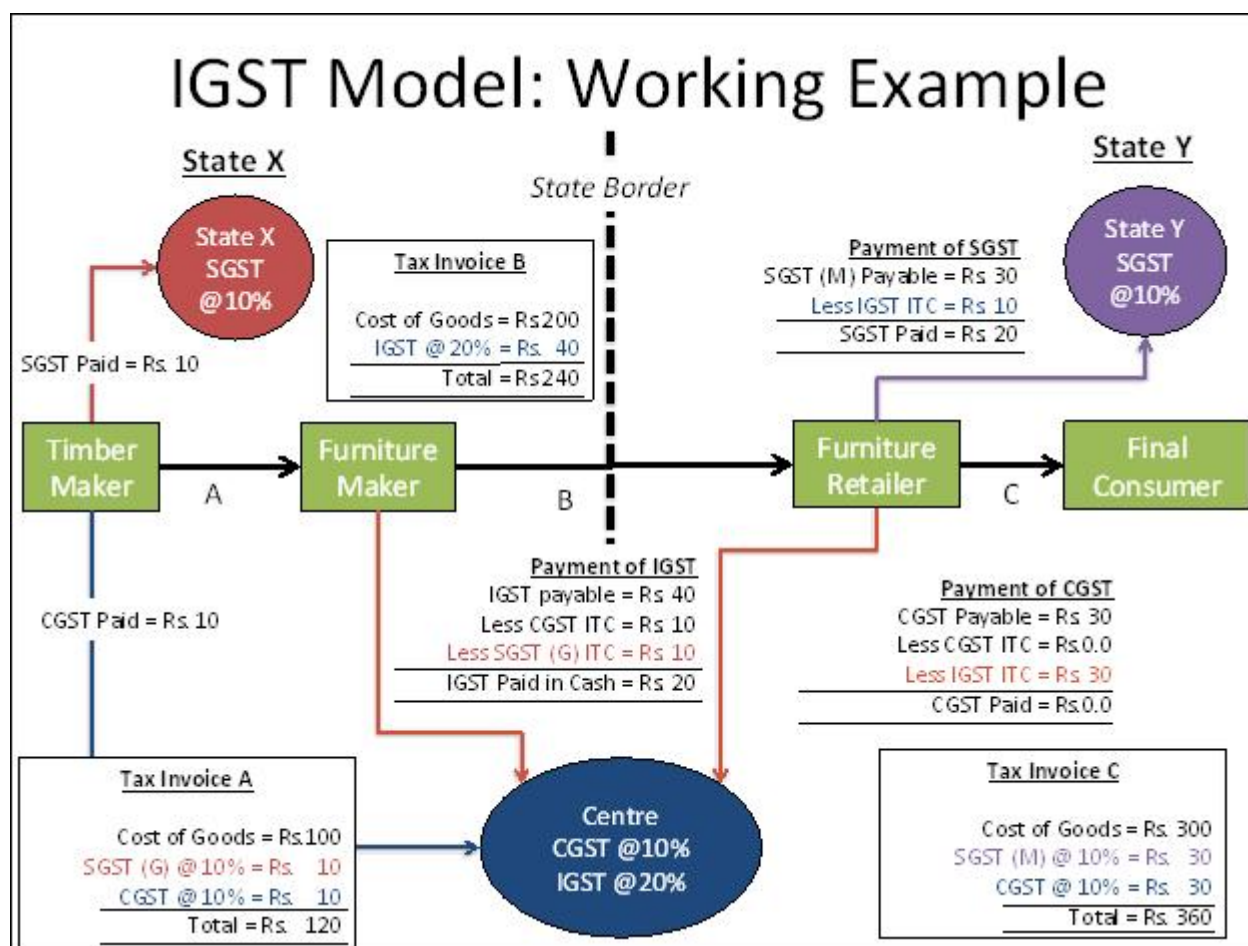 IGST Model: Working Example
State X
State Border
State Y
State X
SGST
@10%
SGST Paid = Rs. 10
Tax Invoice B
Cost of Goods = Rs.200
IGST @ 20% = Rs. 40
Total = Rs.240
Payment of SGST
SGST (M) Payable = Rs. 30
Less IGST ITC = Rs. 10
SGST Paid = Rs. 20
State Y
SGST
@10%
Timber
Maker
A
Furniture
Maker
B
Furniture
Retailer
C
Final
Consumer
CGST Paid = Rs. 10
Payment of IGST
IGST payable = Rs. 40
Less CGST ITC = Rs. 10
Less SGST (G) ITC = Rs. 10
IGST Paid in Cash = Rs. 20
Payment of CGST
CGST Payable = Rs. 30
Less CGST ITC = Rs.0.0
Less IGST ITC = Rs. 30
CGST Paid = Rs.0.0
Tax Invoice A
Cost of Goods = Rs.100
SGST (G) @ 10% = Rs. 10
CGST @ 10% = Rs. 10
Total = Rs. 120
Centre
CGST @10%
IGST @20%
Tax Invoice C
Cost of Goods = Rs. 300
SGST (M) @ 10% = Rs. 30
CGST @ 10% = Rs. 30
Total = Rs. 360